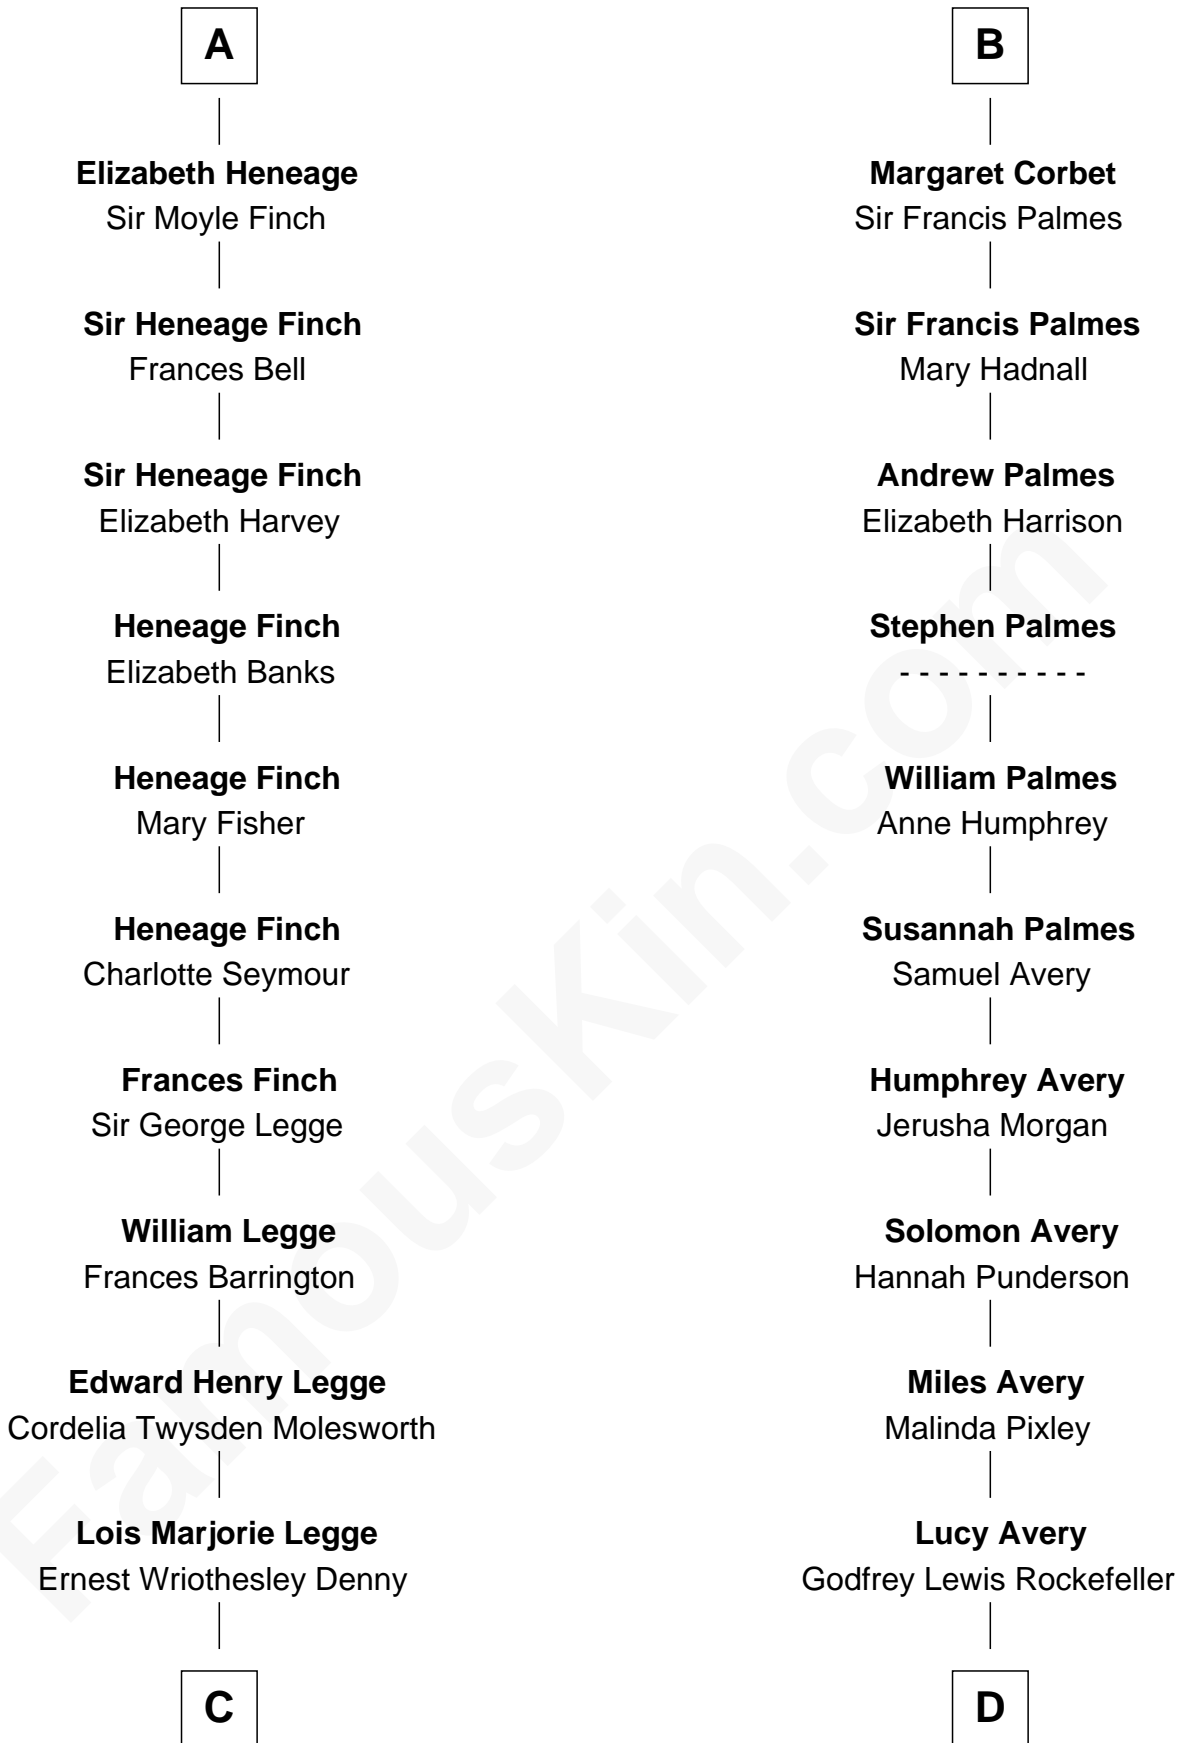 A
Elizabeth Heneage
Sir Moyle Finch
Sir Heneage Finch
Frances Bell
Sir Heneage Finch
Elizabeth Harvey
Heneage Finch
Elizabeth Banks
Heneage Finch
Mary Fisher
Heneage Finch
Charlotte Seymour
Frances Finch
Sir George Legge
William Legge
Frances Barrington
Edward Henry Legge
Cordelia Twysden Molesworth
Lois Marjorie Legge
Ernest Wriothesley Denny
C
B
Margaret Corbet
Sir Francis Palmes
Sir Francis Palmes
Mary Hadnall
Andrew Palmes
Elizabeth Harrison
Stephen Palmes
- - - - - - - - - -
William Palmes
Anne Humphrey
Susannah Palmes
Samuel Avery
Humphrey Avery
Jerusha Morgan
Solomon Avery
Hannah Punderson
Miles Avery
Malinda Pixley
Lucy Avery
Godfrey Lewis Rockefeller
D
FamousKin.com